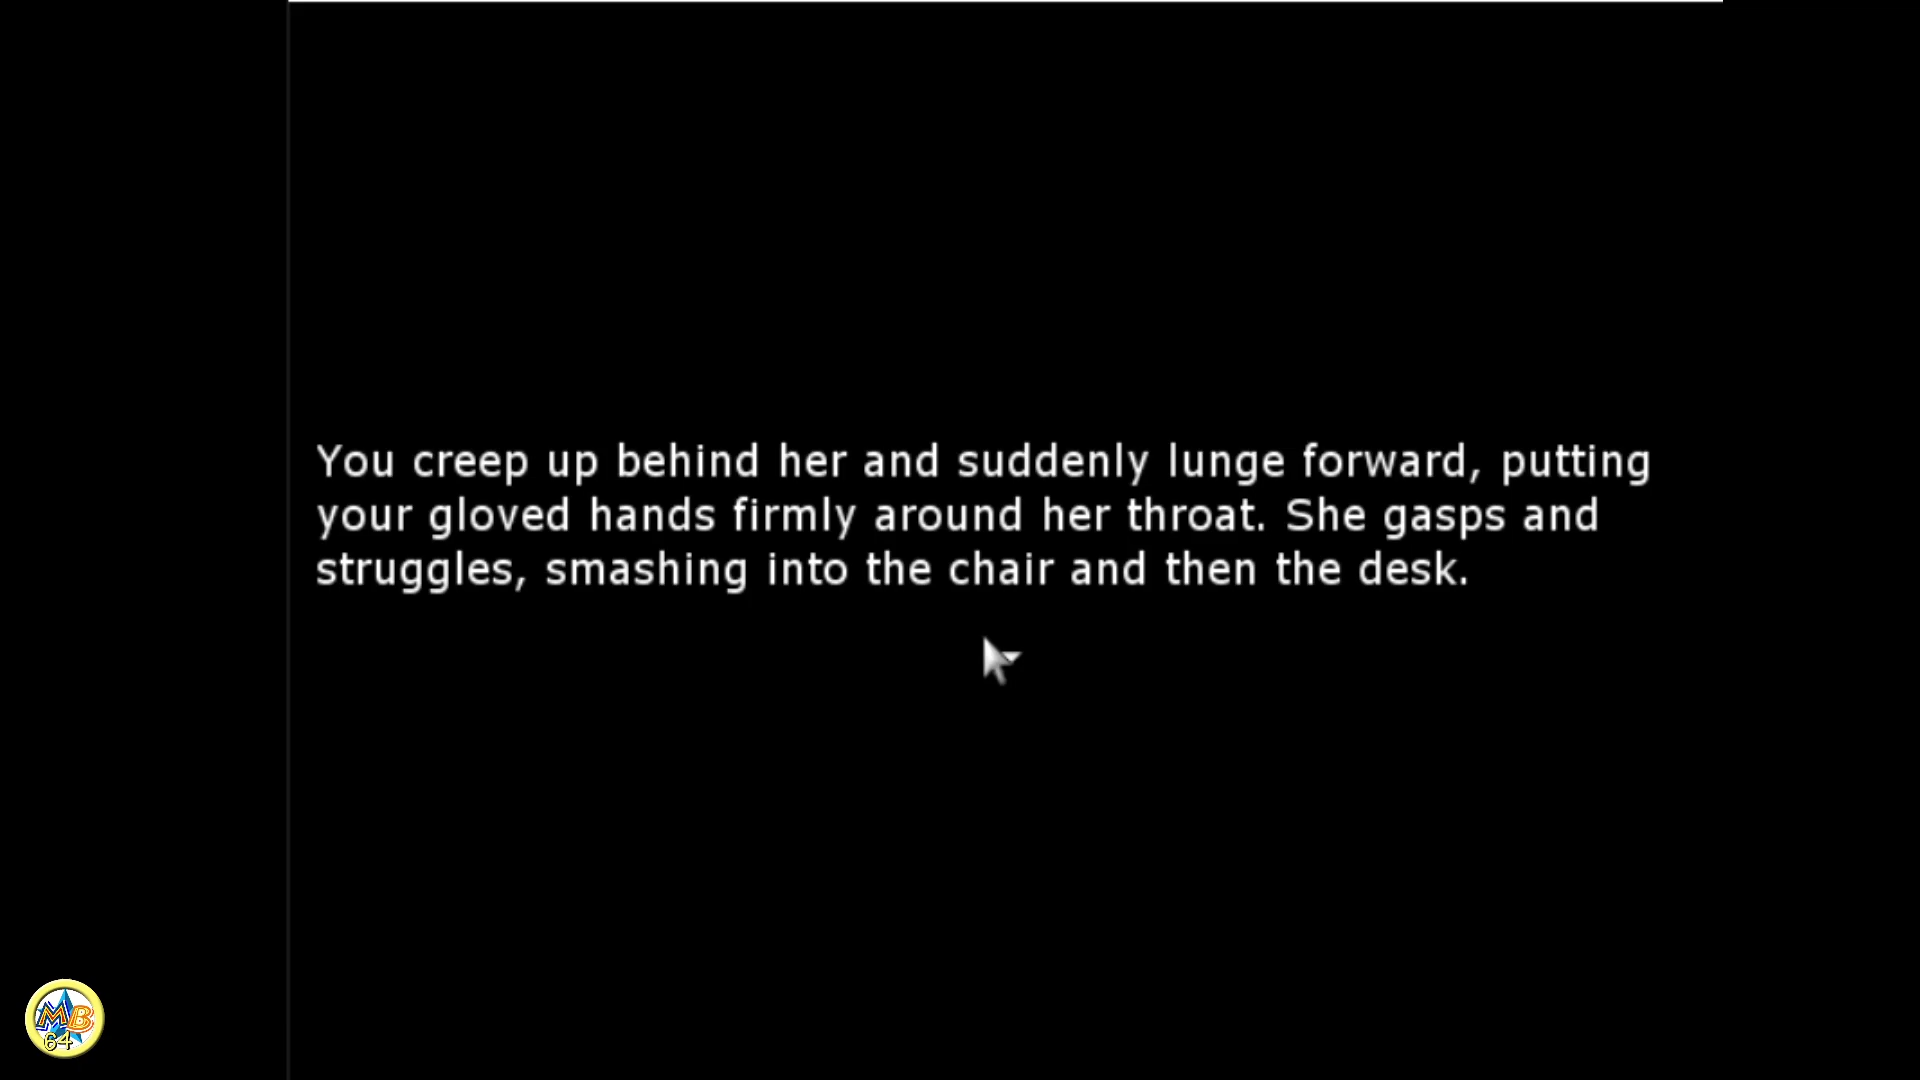 You creep up behind her and suddenly lunge forward, putting
your gloved hands firmly around her throat. She gasps and
struggles, smashing into the chair and then the desk.
MB
64